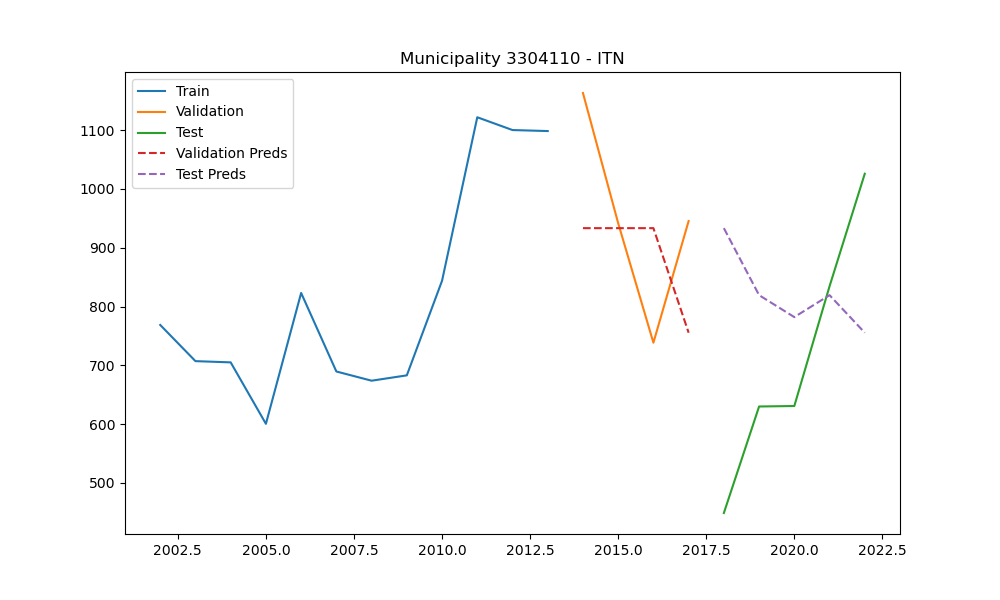 Municipality 3304110 - ITN
Train
Validation
Test
Validation Preds
Test Preds
1100
1000
900
800
700
600
500
2002.5 2005.0 2007.5 2010.0 2012.5 2015.0 2017.5 2020.0 2022.5